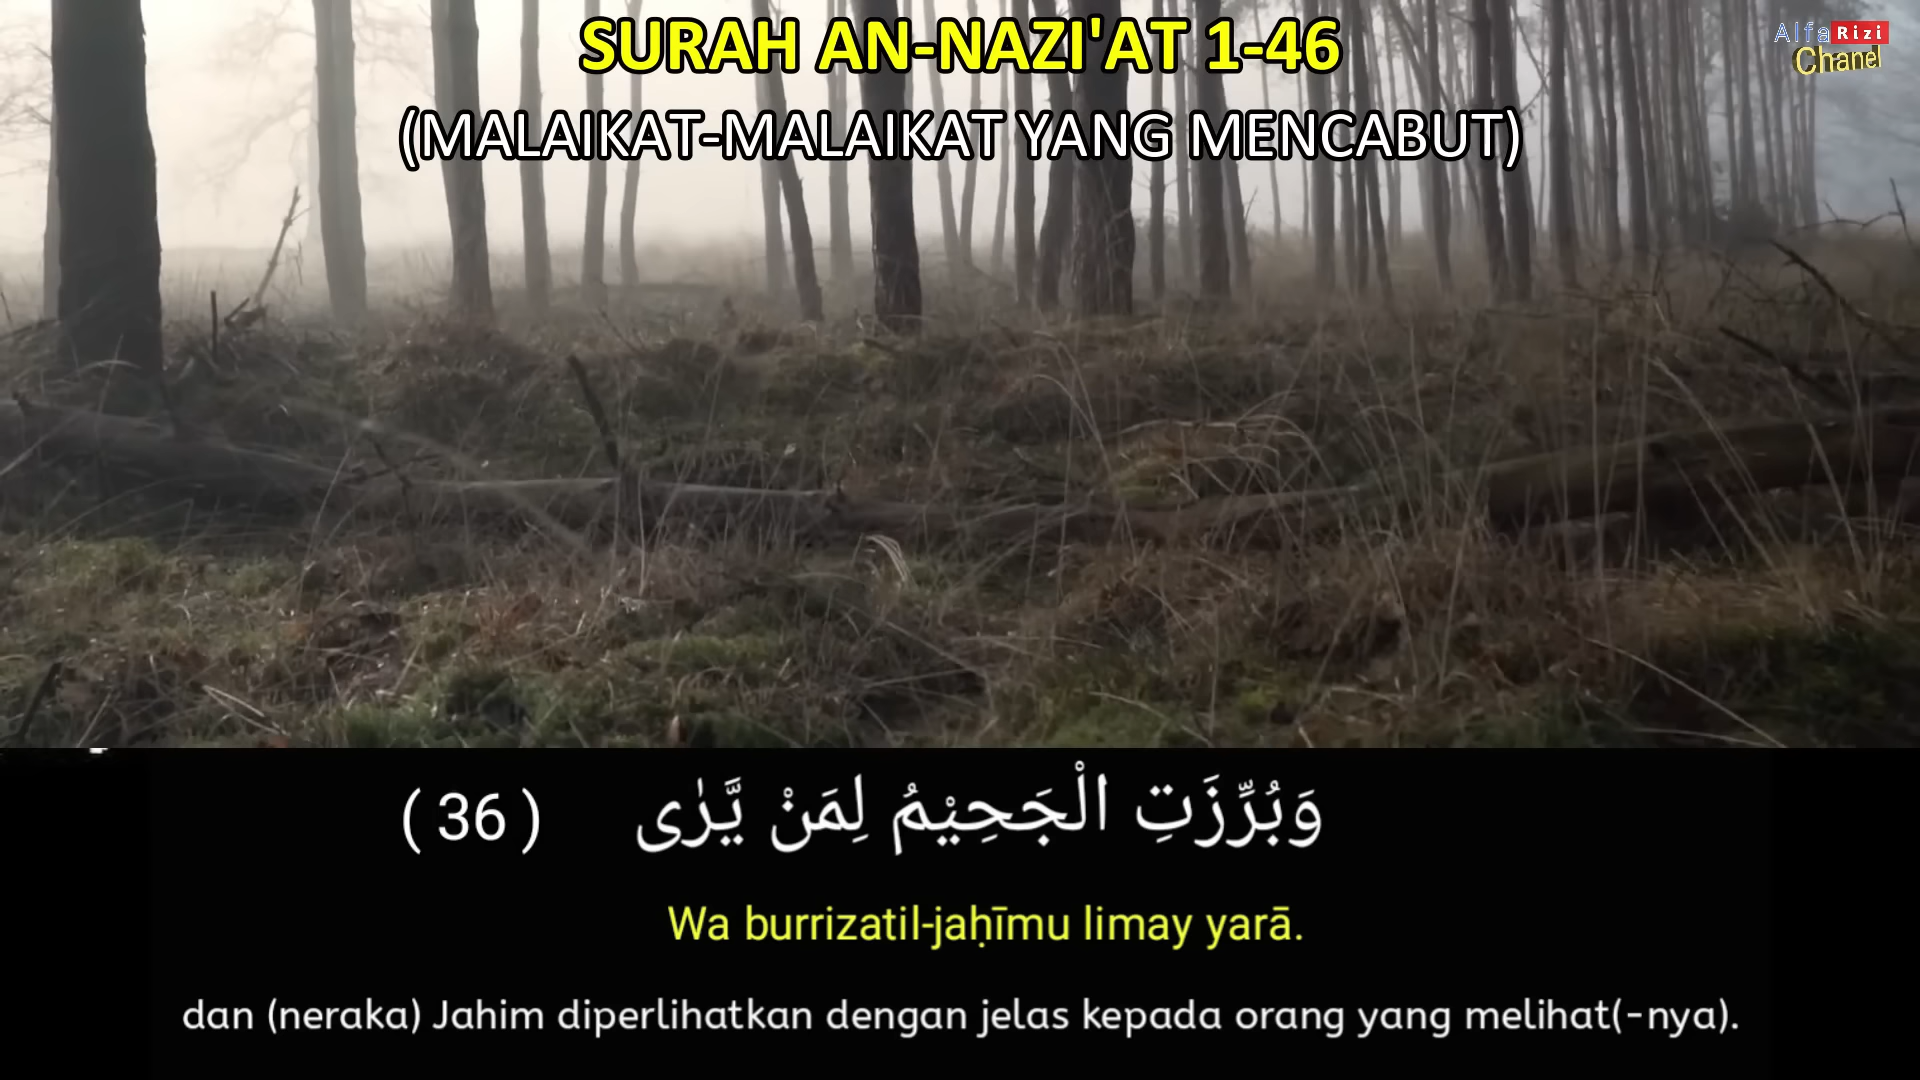 SURAH AN-NAZI'AT 1-46
(MALAIKAT-MALAIKAT YANG MENCABUT)
Alfa Rizi
Chanel
وَبُرِّزَتِ الْجَحِيْمُ لِمَنْ يَّرٰى ( 36 )
Wa burrizatil-jaḥīmu limay yarā.
dan (neraka) Jahim diperlihatkan dengan jelas kepada orang yang melihat(-nya).